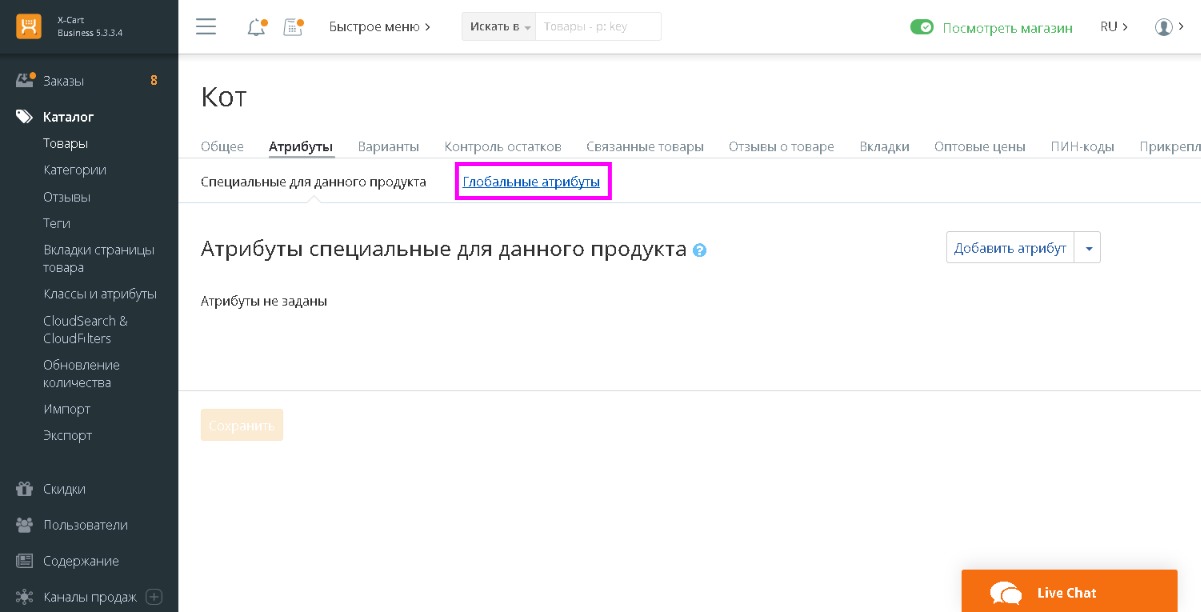 X-Cart
Business 5.3.3.4
Быстрое меню
Искать в
Товары - p: key
Посмотреть магазин
RU
Заказы 8
Каталог
Товары
Категории
Отзывы
Теги
Вкладки страницы
товара
Классы и атрибуты
CloudSearch &
CloudFilters
Обновление
количества
Импорт
Экспорт
Скидки
Пользователи
Содержание
Каналы продаж
Кот
Общее Атрибуты Варианты Контроль остатков Связанные товары Отзывы о товаре Вкладки Оптовые цены ПИН-коды Прикрепл
Специальные для данного продукта Глобальные атрибуты
Атрибуты специальные для данного продукта ?
Добавить атрибут
Атрибуты не заданы
Сохранить
Live Chat